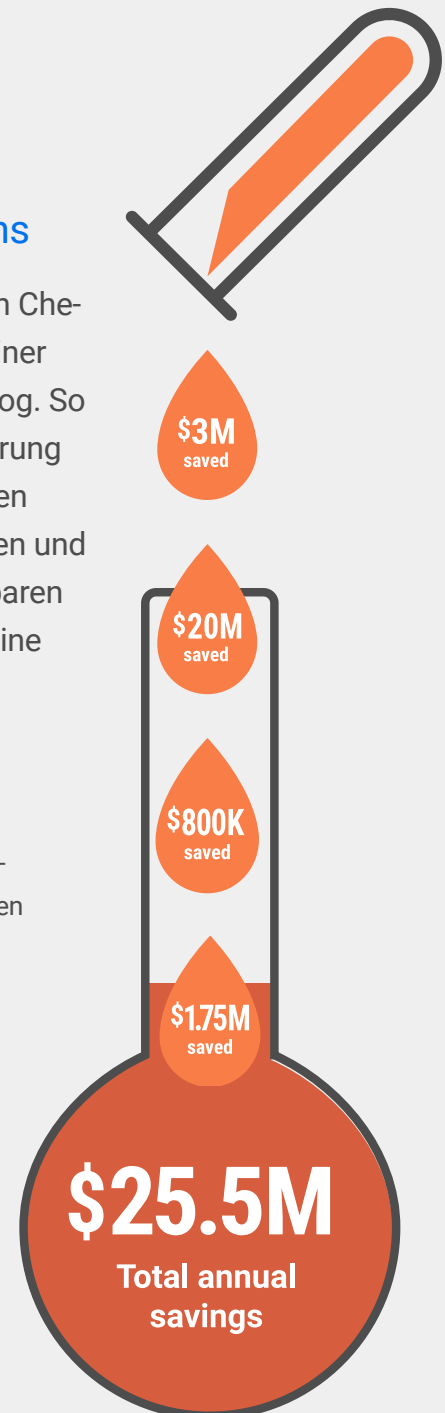 ns
n Che-
iner
og. So
rung
en
en und
baren
ine
-
en
$3M
saved
$20M
saved
$800K
saved
$1.75M
saved
$25.5M
Total annual
savings